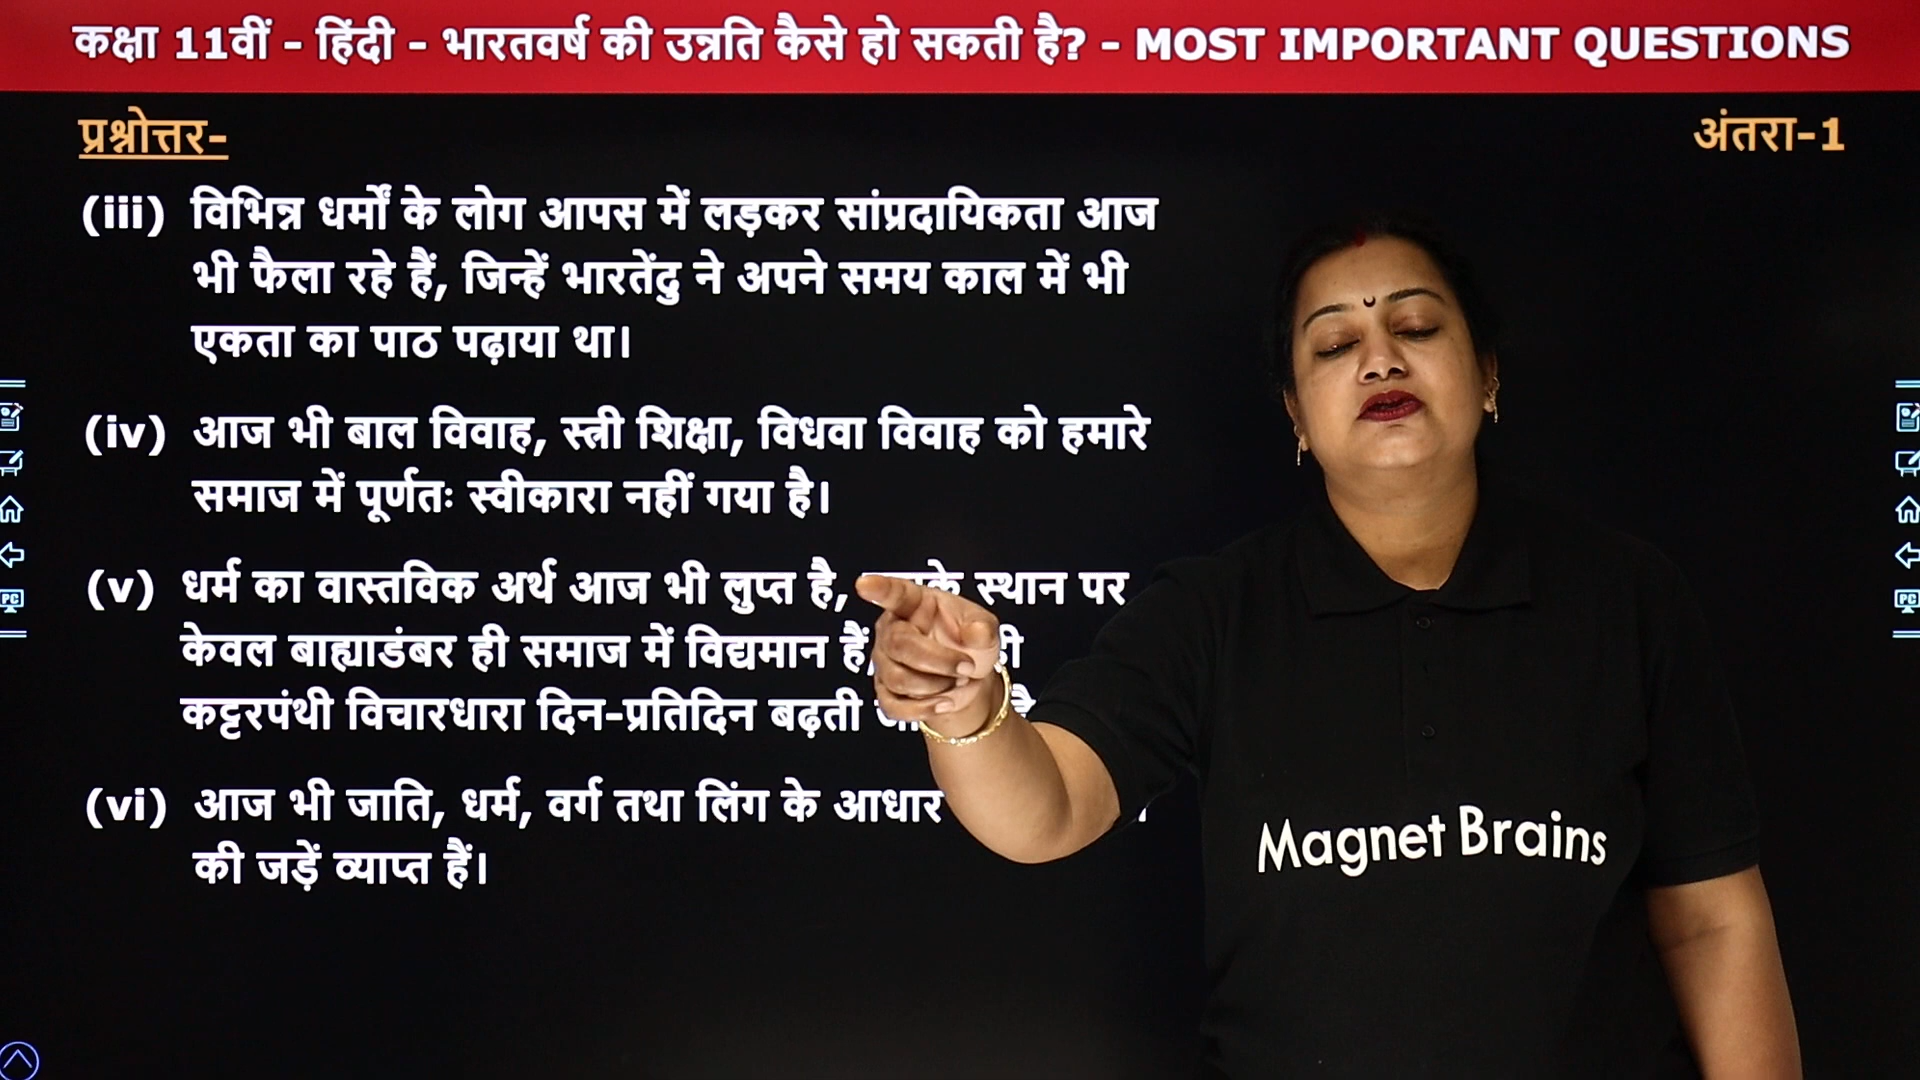 कक्षा 11वीं - हिंदी - भारतवर्ष की उन्नति कैसे हो सकती है? - MOST IMPORTANT QUESTIONS
प्रश्नोत्तर-
अंतरा-1
(iii) विभिन्न धर्मों के लोग आपस में लड़कर सांप्रदायिकता आज
भी फैला रहे हैं, जिन्हें भारतेंदु ने अपने समय काल में भी
एकता का पाठ पढ़ाया था।
(iv) आज भी बाल विवाह, स्त्री शिक्षा, विधवा विवाह को हमारे
समाज में पूर्णतः स्वीकारा नहीं गया है।
(v) धर्म का वास्तविक अर्थ आज भी लुप्त है, स्थान पर
केवल बाह्याडंबर ही समाज में विद्यमान हैं,
कट्टरपंथी विचारधारा दिन-प्रतिदिन बढ़ती
(vi) आज भी जाति, धर्म, वर्ग तथा लिंग के आधार
की जड़ें व्याप्त हैं।
Magnet Brains
PC
PC